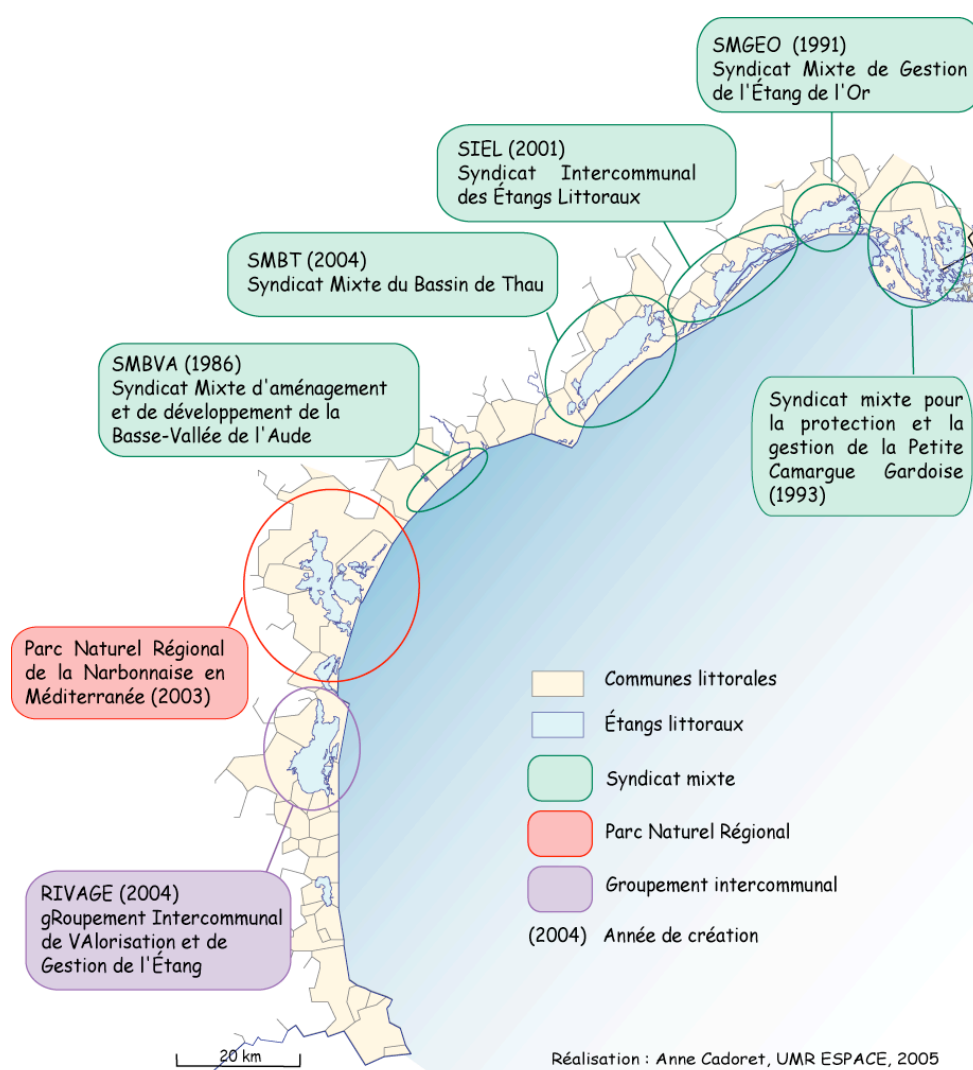 SMGEO (1991)
Syndicat Mixte de Gestion
de l'Étang de l'Or
SIEL (2001)
Syndicat Intercommunal
des Étangs Littoraux
SMBT (2004)
Syndicat Mixte du Bassin de Thau
SMBVA (1986)
Syndicat Mixte d'aménagement
et de développement de la
Basse-Vallée de l'Aude
Syndicat mixte pour
la protection et la
gestion de la Petite
Camargue Gardoise
(1993)
Parc Naturel Régional
de la Narbonnaise en
Méditerranée (2003)
RIVAGE (2004)
gRoupement Intercommunal
de VAlorisation et de
Gestion de l'Étang
Communes littorales
Étangs littoraux
Syndicat mixte
Parc Naturel Régional
Groupement intercommunal
(2004) Année de création
20 km
Réalisation : Anne Cadoret, UMR ESPACE, 2005